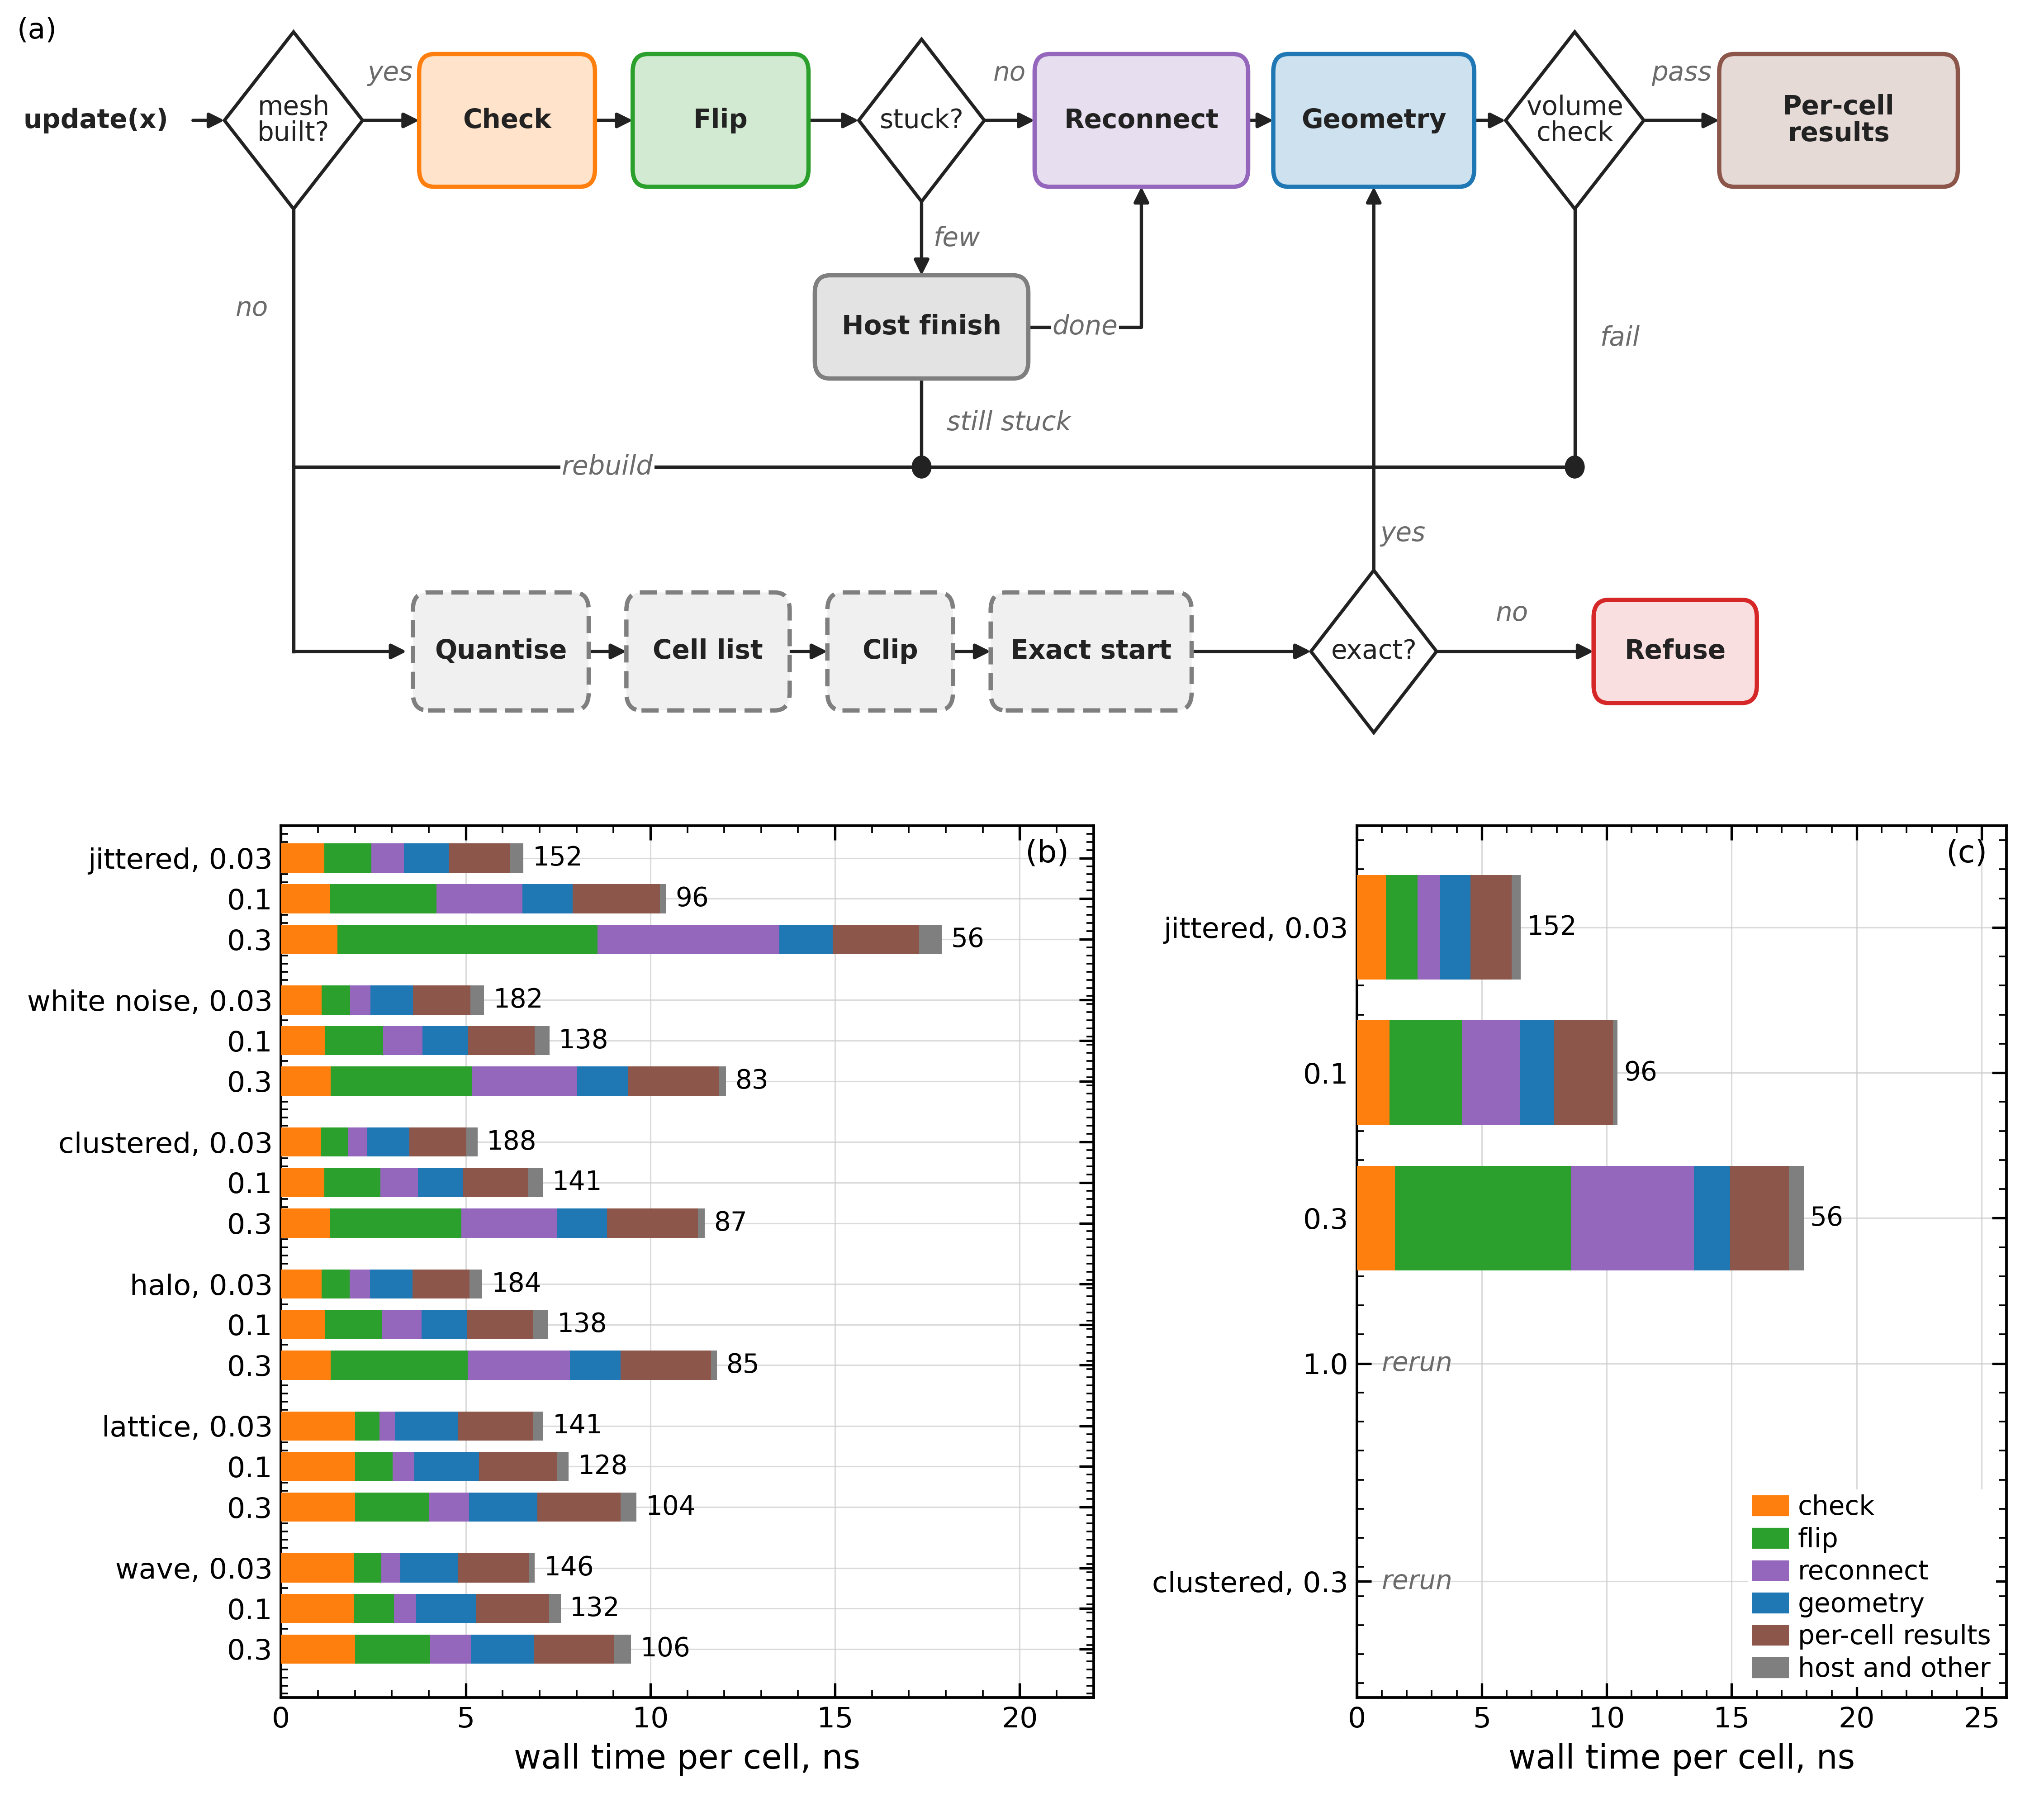 (a)
update(x)
mesh
built?
yes
Check
Flip
stuck?
no
Reconnect
Geometry
volume
check
pass
Per-cell
results
few
no
Host finish
done
fail
still stuck
rebuild
yes
Quantise
Cell list
Clip
Exact start
exact?
no
Refuse
(b)
jittered, 0.03
152
0.1
96
0.3
56
white noise, 0.03
182
0.1
138
0.3
83
clustered, 0.03
188
0.1
141
0.3
87
halo, 0.03
184
0.1
138
0.3
85
lattice, 0.03
141
0.1
128
0.3
104
wave, 0.03
146
0.1
132
0.3
106
0 5 10 15 20
wall time per cell, ns
(c)
jittered, 0.03
152
0.1
96
0.3
56
1.0
rerun
clustered, 0.3
rerun
check
flip
reconnect
geometry
per-cell results
host and other
0 5 10 15 20 25
wall time per cell, ns